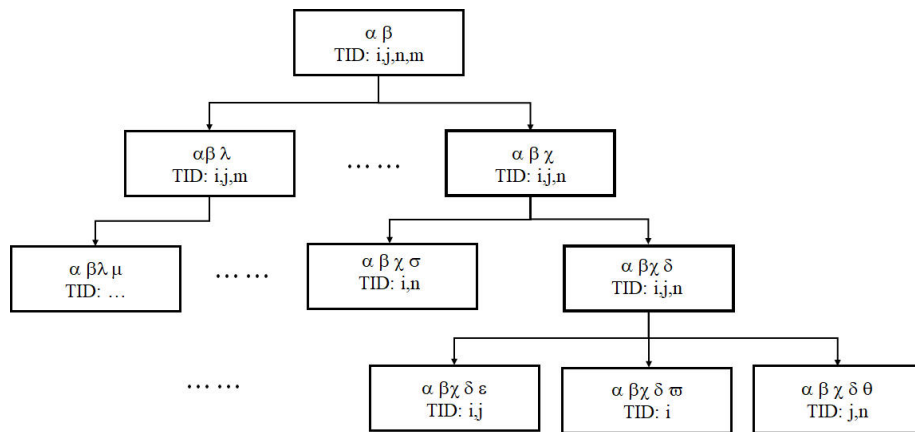 α β
TID: i,j,n,m
αβ λ
TID: i,j,m
... ...
α β χ
TID: i,j,n
α βλ μ
TID: ...
... ...
α β χ σ
TID: i,n
α βχ δ
TID: i,j,n
... ...
α βχ δ ε
TID: i,j
α βχ δ ϖ
TID: i
α β χ δ θ
TID: j,n